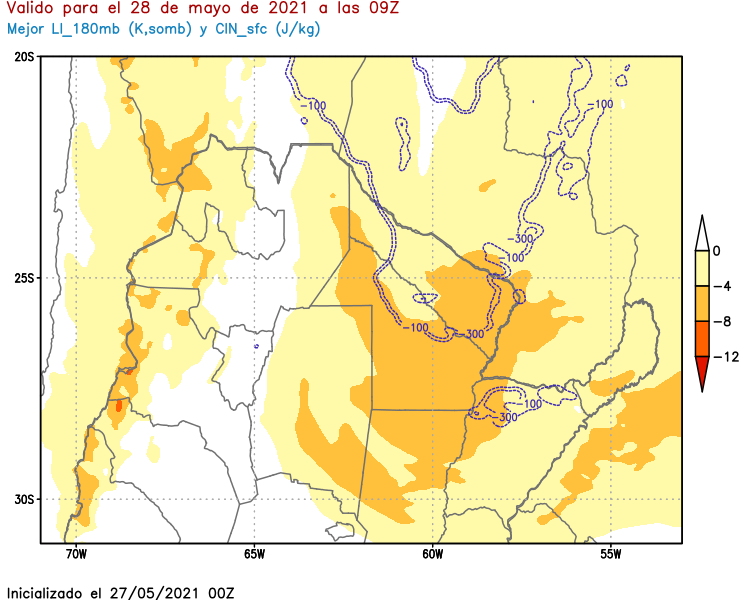 Valido para el 28 de mayo de 2021 a las 09Z
Mejor LI_180mb (K,somb) y CIN_sfc (J/kg)
20S
25S
30S
70W
65W
60W
55W
-100
-100
-300
-100
-100
-300
-100
-300
0
-4
-8
-12
Inicializado el 27/05/2021 00Z